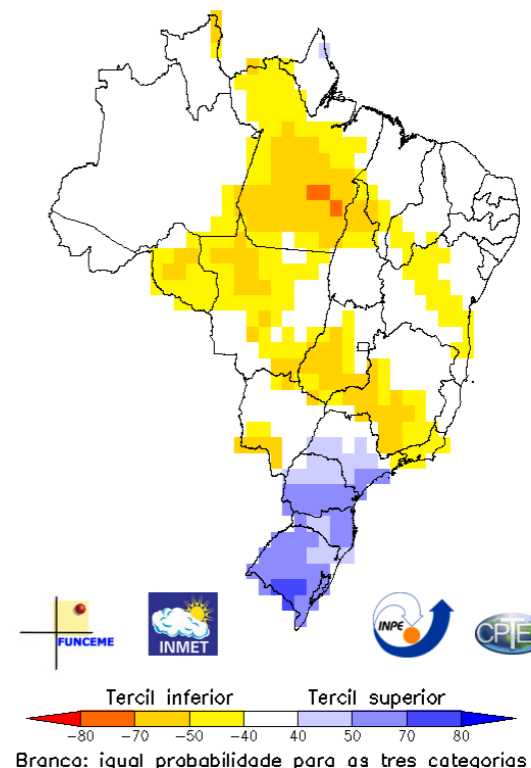 FUNCEME
INMET
INPE
CPTE
Tercil inferior Tercil superior
-80 -70 -50 -40 40 50 70 80
Branca: igual probabilidade para as tres categorias